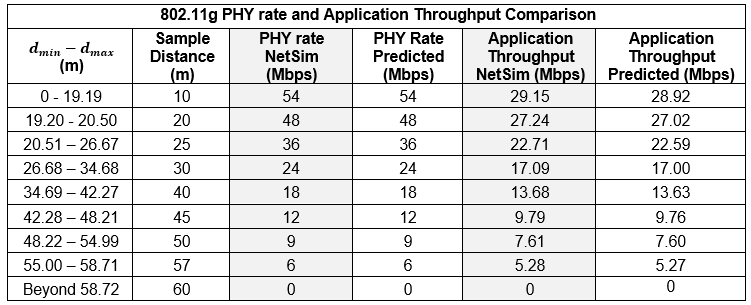 802.11g PHY rate and Application Throughput Comparison
d_min – d_max (m) Sample Distance (m) PHY rate NetSim (Mbps) PHY Rate Predicted (Mbps) Application Throughput NetSim (Mbps) Application Throughput Predicted (Mbps)
0 - 19.19 10 54 54 29.15 28.92
19.20 - 20.50 20 48 48 27.24 27.02
20.51 – 26.67 25 36 36 22.71 22.59
26.68 – 34.68 30 24 24 17.09 17.00
34.69 – 42.27 40 18 18 13.68 13.63
42.28 – 48.21 45 12 12 9.79 9.76
48.22 – 54.99 50 9 9 7.61 7.60
55.00 – 58.71 57 6 6 5.28 5.27
Beyond 58.72 60 0 0 0 0